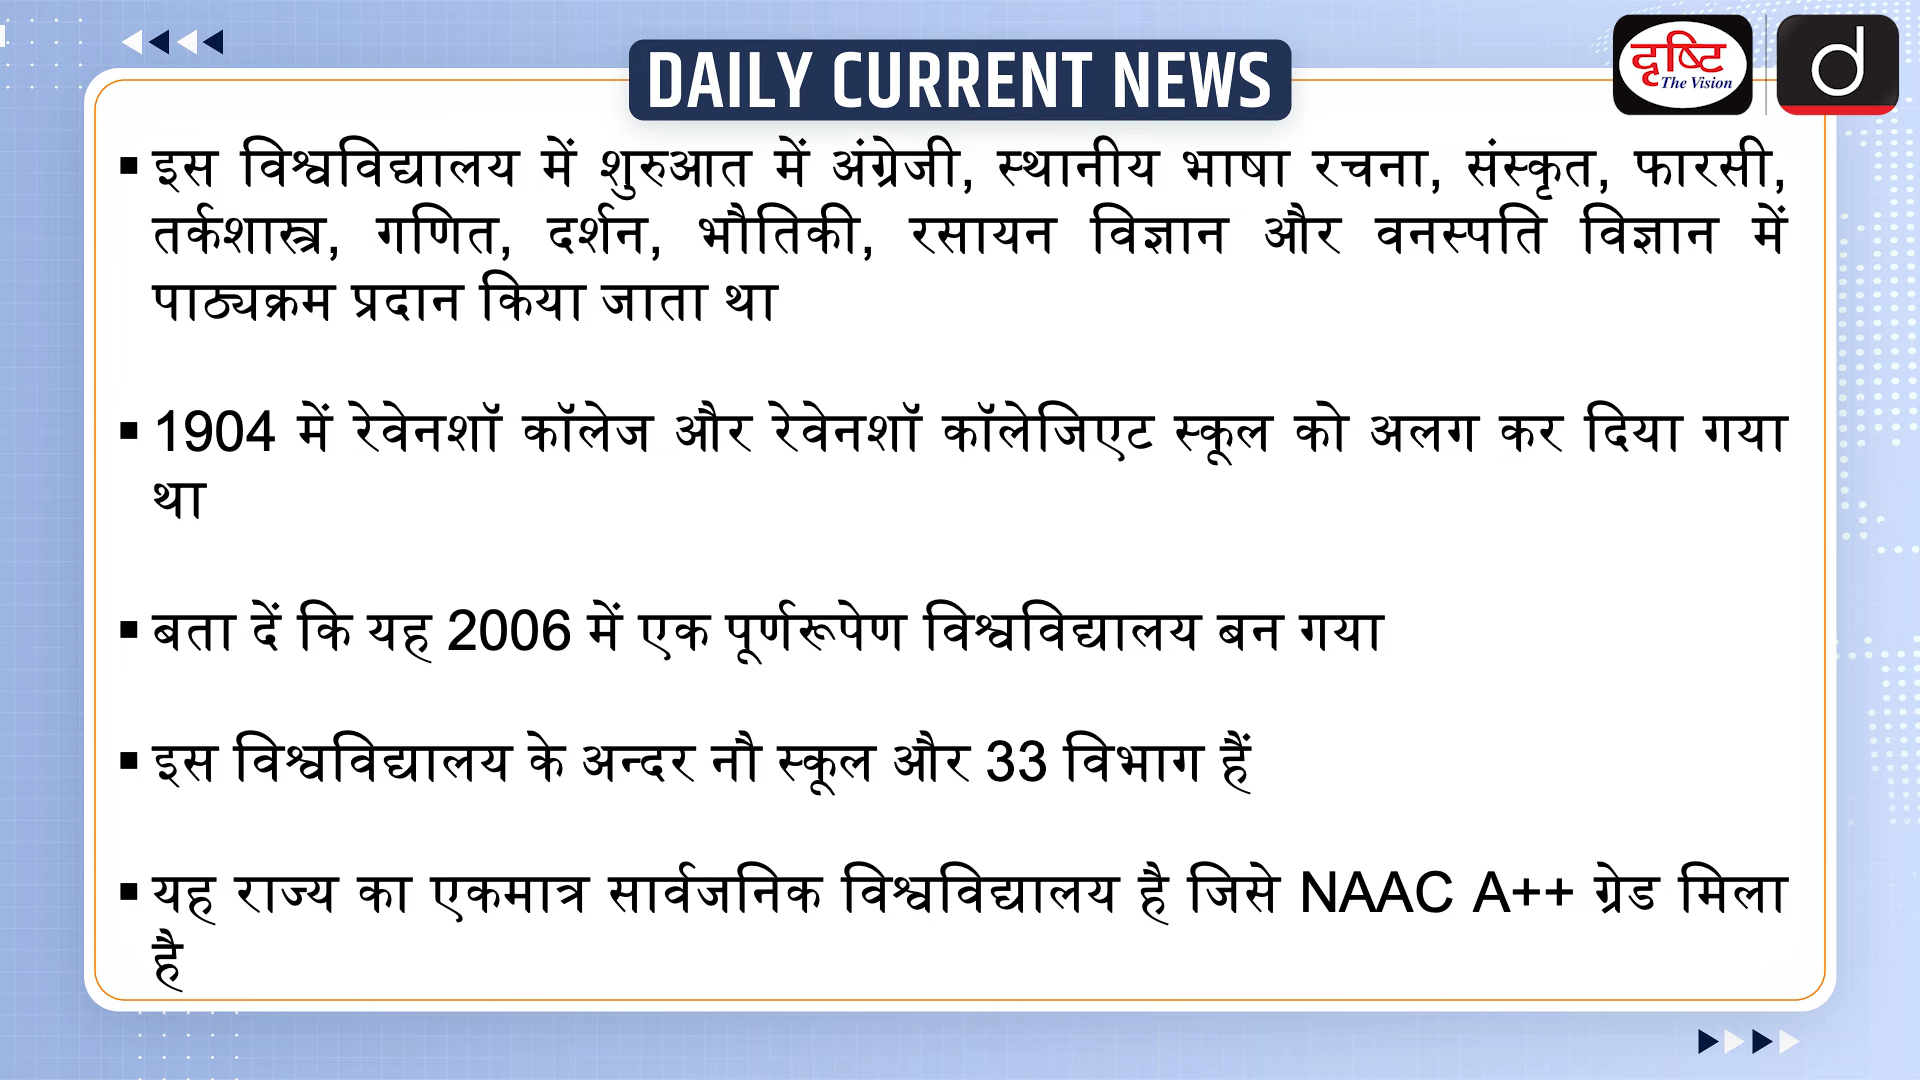 DAILY CURRENT NEWS
दृष्टि
The Vision
d
▪ इस विश्वविद्यालय में शुरुआत में अंग्रेजी, स्थानीय भाषा रचना, संस्कृत, फारसी,
तर्कशास्त्र, गणित, दर्शन, भौतिकी, रसायन विज्ञान और वनस्पति विज्ञान में
पाठ्यक्रम प्रदान किया जाता था
▪ 1904 में रेवेनशॉ कॉलेज और रेवेनशॉ कॉलेजिएट स्कूल को अलग कर दिया गया
था
▪ बता दें कि यह 2006 में एक पूर्णरूपेण विश्वविद्यालय बन गया
▪ इस विश्वविद्यालय के अन्दर नौ स्कूल और 33 विभाग हैं
▪ यह राज्य का एकमात्र सार्वजनिक विश्वविद्यालय है जिसे NAAC A++ ग्रेड मिला
है